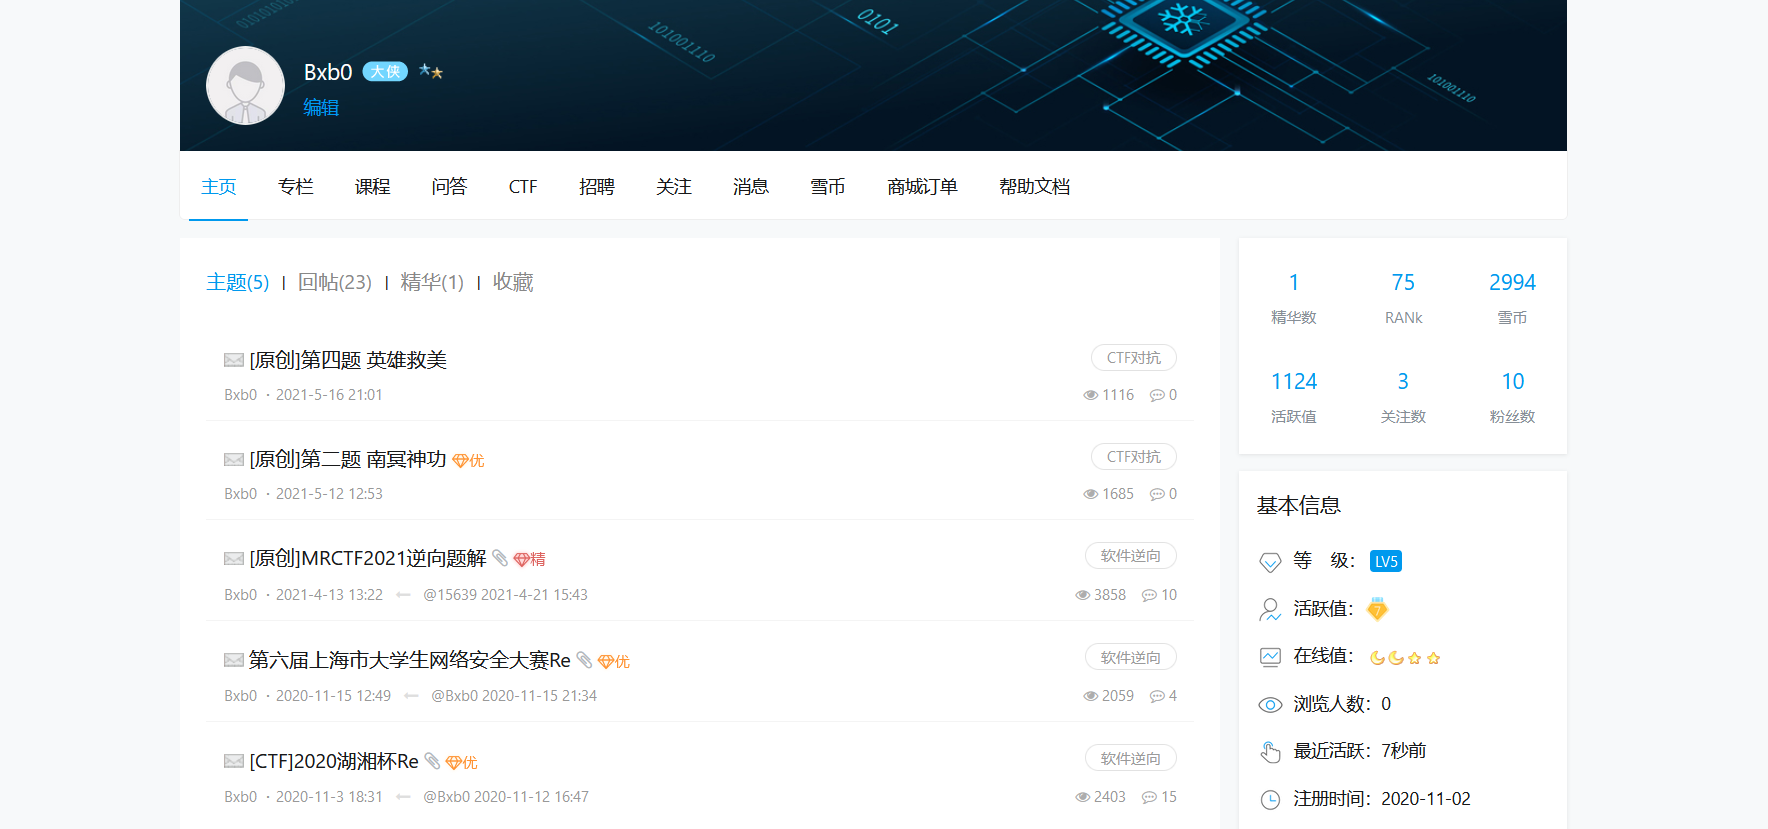 0101
101001110
101001110
Bxb0 大侠
编辑
主页 专栏 课程 问答 CTF 招聘 关注 消息 雪币 商城订单 帮助文档
主题(5) | 回帖(23) | 精华(1) | 收藏
[原创]第四题 英雄救美 CTF对抗
Bxb0 · 2021-5-16 21:01 1116 0
[原创]第二题 南冥神功 优 CTF对抗
Bxb0 · 2021-5-12 12:53 1685 0
[原创]MRCTF2021逆向题解 精 软件逆向
Bxb0 · 2021-4-13 13:22 @15639 2021-4-21 15:43 3858 10
第六届上海市大学生网络安全大赛Re 优 软件逆向
Bxb0 · 2020-11-15 12:49 @Bxb0 2020-11-15 21:34 2059 4
[CTF]2020湖湘杯Re 优 软件逆向
Bxb0 · 2020-11-3 18:31 @Bxb0 2020-11-12 16:47 2403 15
1 75 2994
精华数 RANk 雪币
1124 3 10
活跃值 关注数 粉丝数
基本信息
等 级： LV5
活跃值： 7
在线值：
浏览人数：0
最近活跃：7秒前
注册时间：2020-11-02